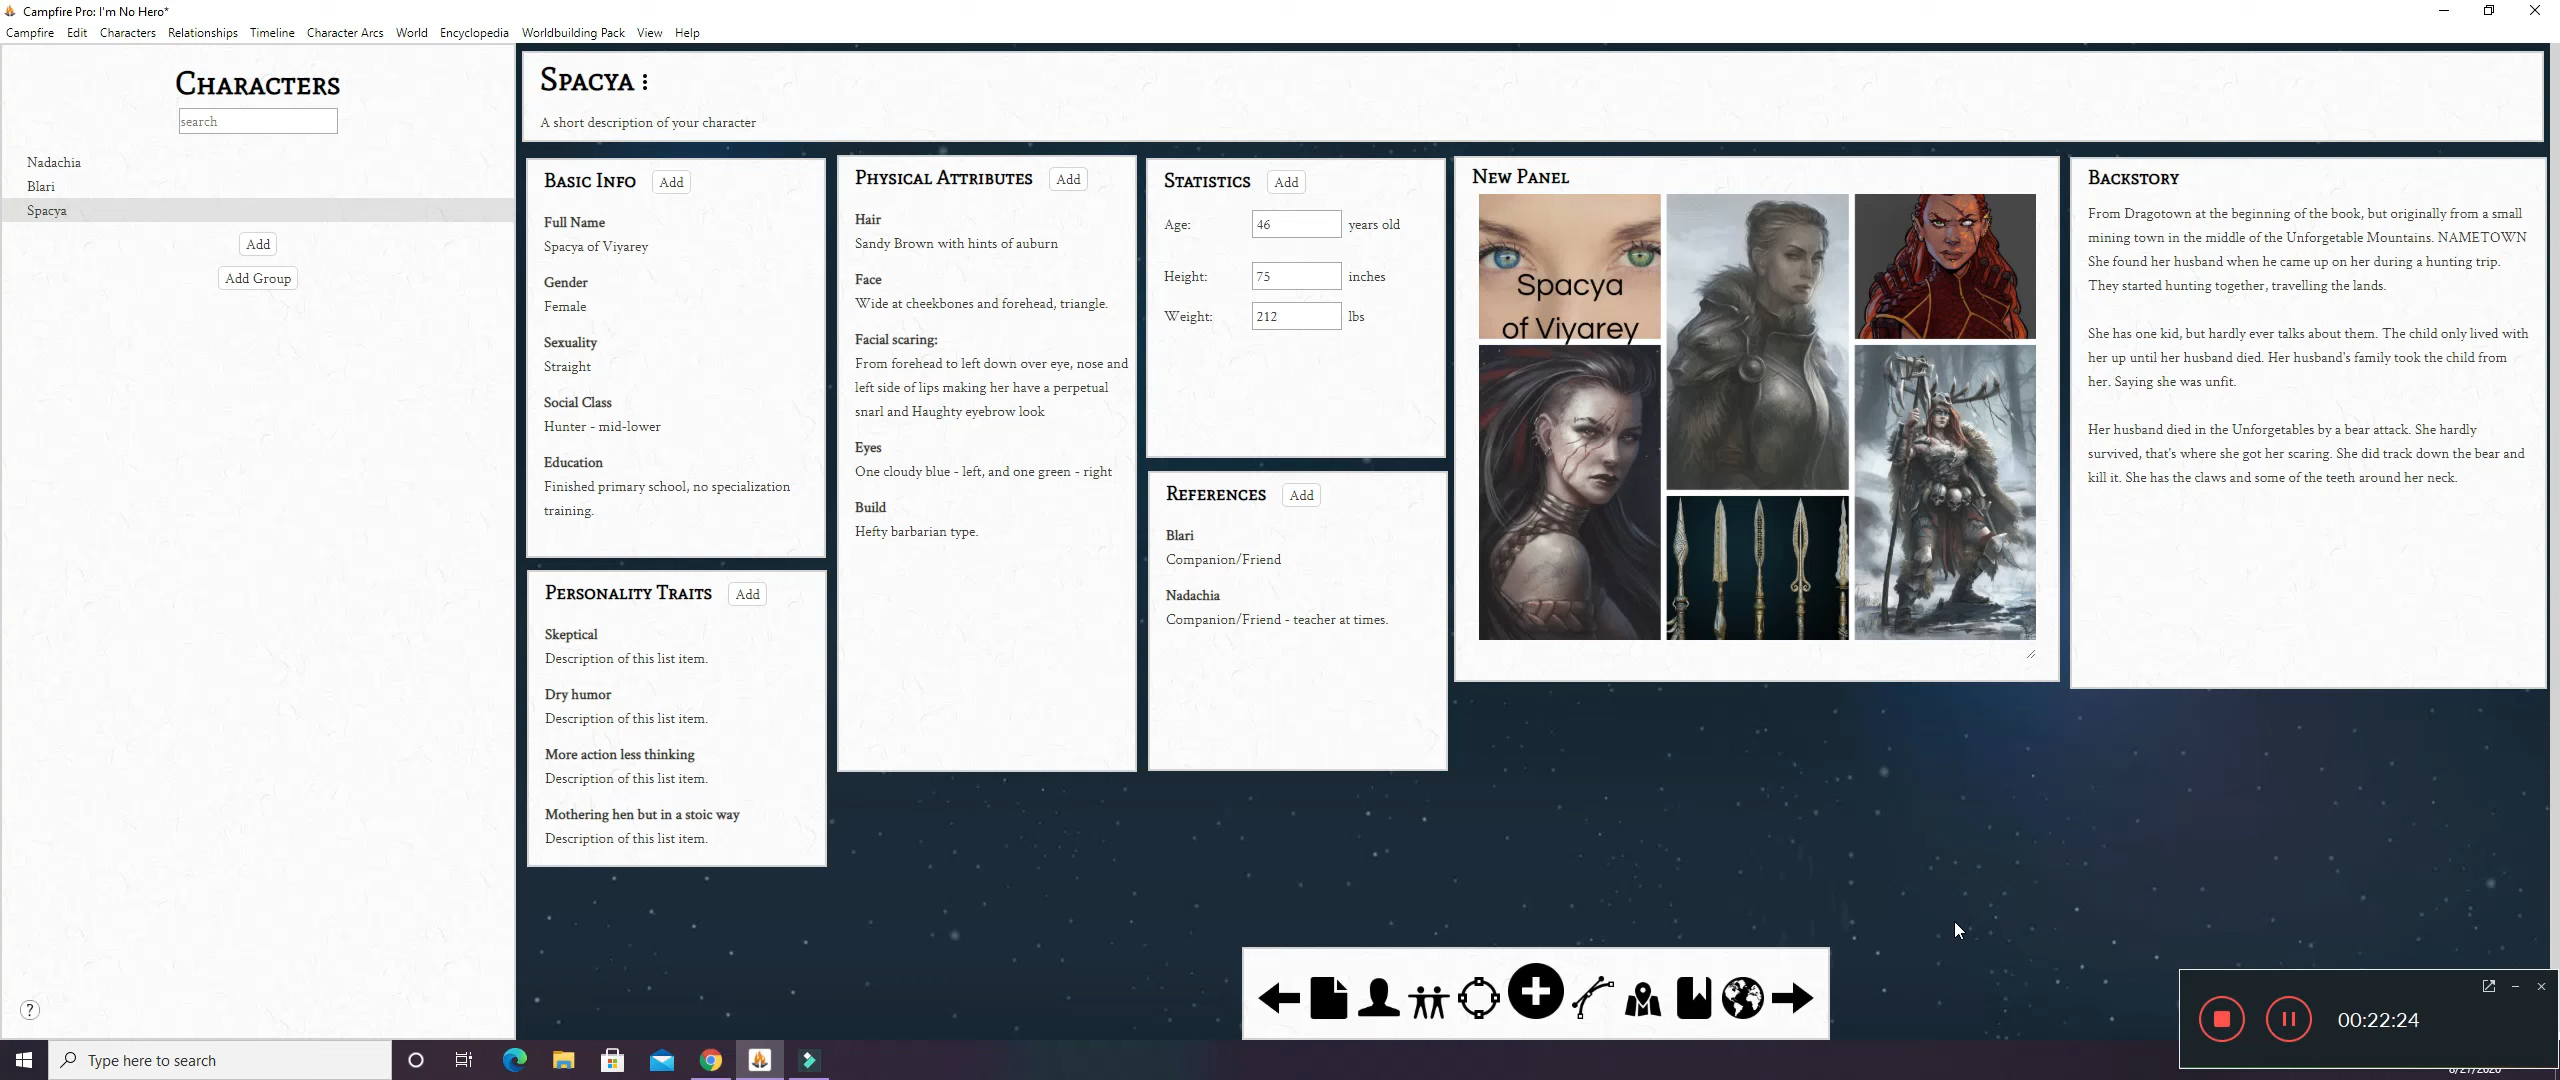 Campfire Pro: I'm No Hero*
Campfire Edit Characters Relationships Timeline Character Arcs World Encyclopedia Worldbuilding Pack View Help
Characters
search
Nadachia
Blari
Spacya
Add
Add Group
?
Spacya
A short description of your character
Basic Info Add
Full Name
Spacya of Viyarey
Gender
Female
Sexuality
Straight
Social Class
Hunter - mid-lower
Education
Finished primary school, no specialization
training.
Personality Traits Add
Skeptical
Description of this list item.
Dry humor
Description of this list item.
More action less thinking
Description of this list item.
Mothering hen but in a stoic way
Description of this list item.
Physical Attributes Add
Hair
Sandy Brown with hints of auburn
Face
Wide at cheekbones and forehead, triangle.
Facial scaring:
From forehead to left down over eye, nose and
left side of lips making her have a perpetual
snarl and Haughty eyebrow look
Eyes
One cloudy blue - left, and one green - right
Build
Hefty barbarian type.
Statistics Add
Age: 46 years old
Height: 75 inches
Weight: 212 lbs
References Add
Blari
Companion/Friend
Nadachia
Companion/Friend - teacher at times.
New Panel
Spacya
of Viyarey
Backstory
From Dragotown at the beginning of the book, but originally from a small
mining town in the middle of the Unforgetable Mountains. NAMETOWN
She found her husband when he came up on her during a hunting trip.
They started hunting together, travelling the lands.
She has one kid, but hardly ever talks about them. The child only lived with
her up until her husband died. Her husband's family took the child from
her. Saying she was unfit.
Her husband died in the Unforgetables by a bear attack. She hardly
survived, that's where she got her scaring. She did track down the bear and
kill it. She has the claws and some of the teeth around her neck.
00:22:24
Type here to search
8/27/2020